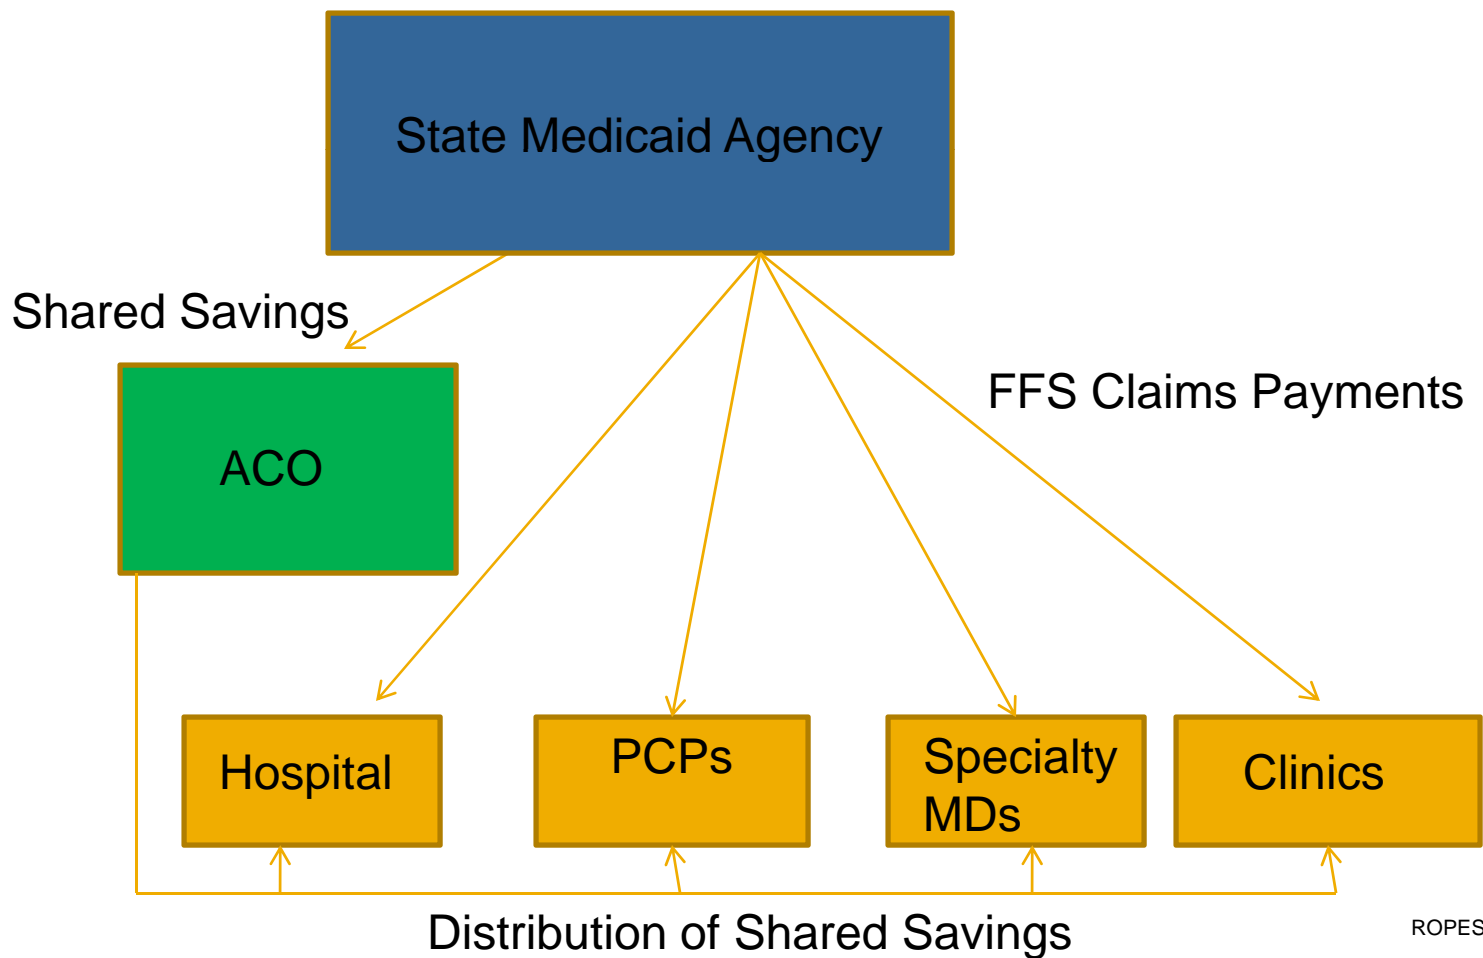 State Medicaid Agency
Shared Savings
FFS Claims Payments
ACO
Hospital
PCPs
Specialty
MDs
Clinics
Distribution of Shared Savings
ROPES